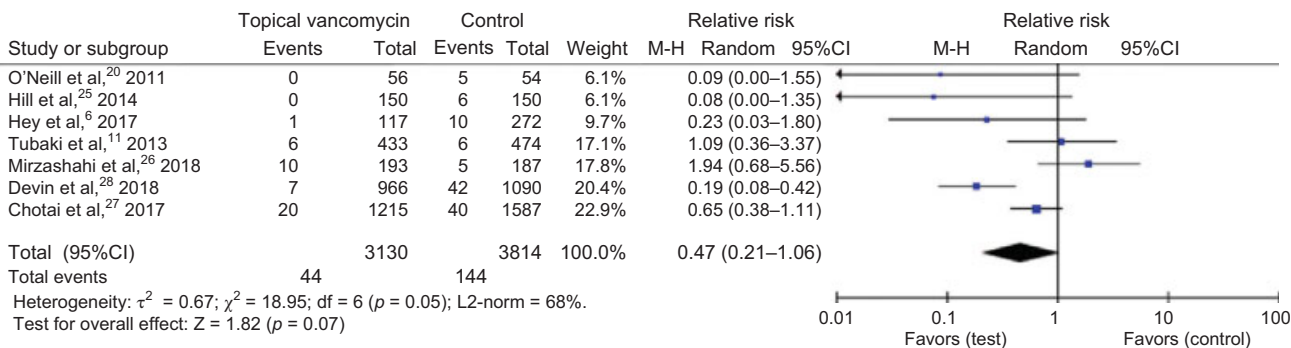 Topical vancomycin Control Relative risk Relative risk
Study or subgroup Events Total Events Total Weight M-H Random 95%CI M-H Random 95%CI
O'Neill et al,20 2011 0 56 5 54 6.1% 0.09 (0.00–1.55)
Hill et al,25 2014 0 150 6 150 6.1% 0.08 (0.00–1.35)
Hey et al,6 2017 1 117 10 272 9.7% 0.23 (0.03–1.80)
Tubaki et al,11 2013 6 433 6 474 17.1% 1.09 (0.36–3.37)
Mirzashahi et al,26 2018 10 193 5 187 17.8% 1.94 (0.68–5.56)
Devin et al,28 2018 7 966 42 1090 20.4% 0.19 (0.08–0.42)
Chotai et al,27 2017 20 1215 40 1587 22.9% 0.65 (0.38–1.11)
Total (95%CI) 3130 3814 100.0% 0.47 (0.21–1.06)
Total events 44 144
Heterogeneity: τ2 = 0.67; χ2 = 18.95; df = 6 (p = 0.05); L2-norm = 68%.
Test for overall effect: Z = 1.82 (p = 0.07)
0.01 0.1 1 10 100
Favors (test) Favors (control)